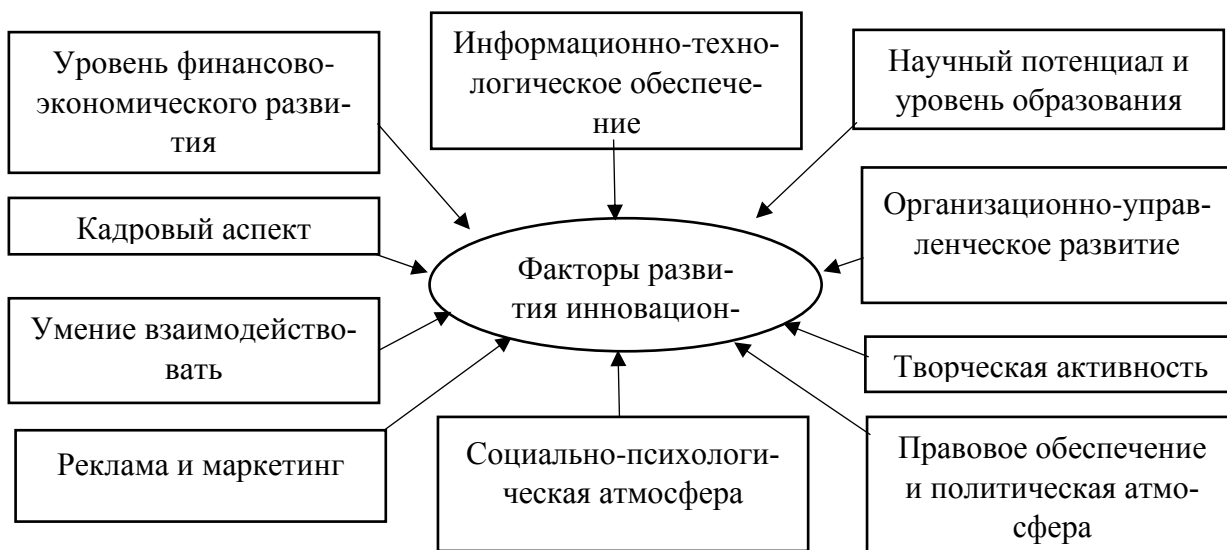 Уровень финансово-
экономического разви-
тия
Информационно-техно-
логическое обеспече-
ние
Научный потенциал и
уровень образования
Кадровый аспект
Организационно-управ-
ленческое развитие
Факторы разви-
тия инновацион-
Умение взаимодейство-
вать
Творческая активность
Реклама и маркетинг
Социально-психологи-
ческая атмосфера
Правовое обеспечение
и политическая атмо-
сфера